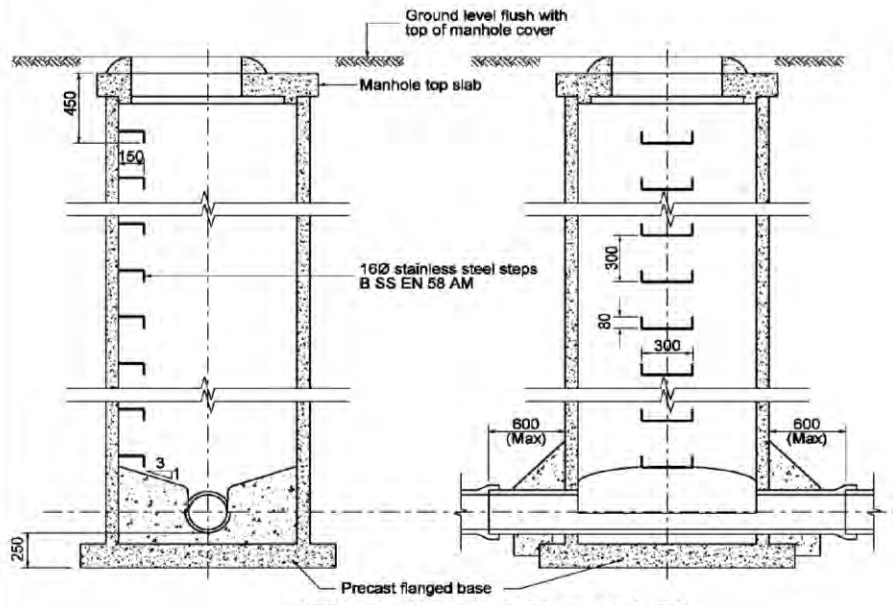 Ground level flush with
top of manhole cover
Manhole top slab
450
150
16Ø stainless steel steps
B SS EN 58 AM
300
80
300
600
(Max)
600
(Max)
3
1
250
Precast flanged base